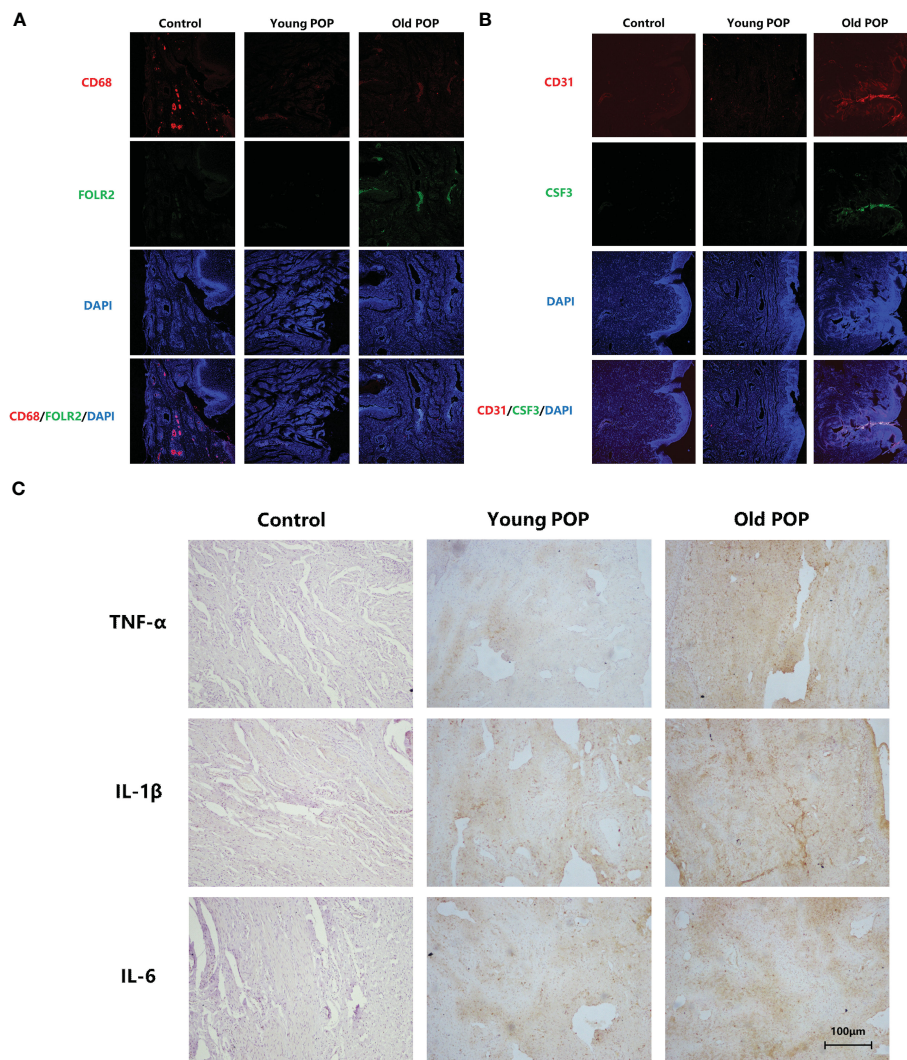 A
Control Young POP Old POP
CD68
FOLR2
DAPI
CD68/FOLR2/DAPI
B
Control Young POP Old POP
CD31
CSF3
DAPI
CD31/CSF3/DAPI
C
Control Young POP Old POP
TNF-α
IL-1β
IL-6
100μm